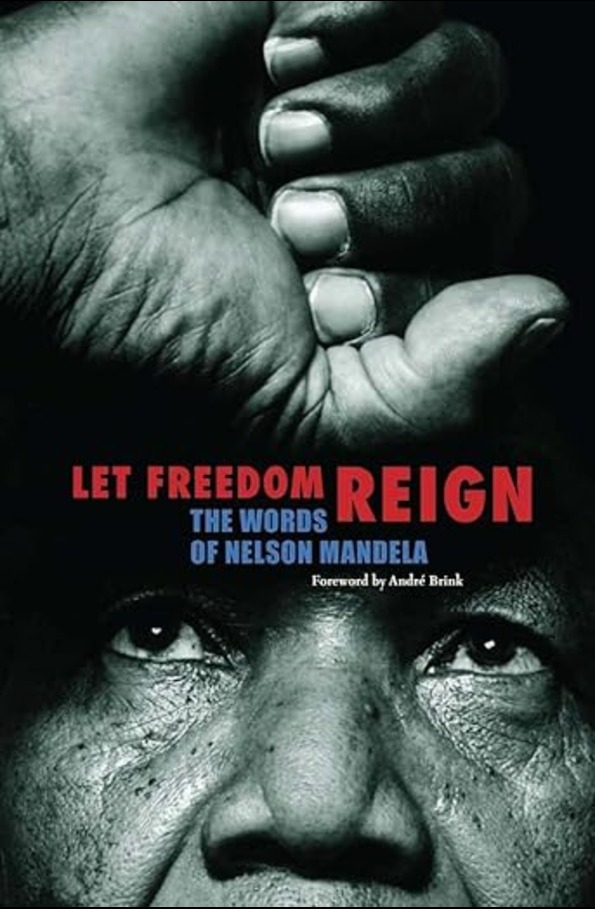 LET FREEDOM REIGN
THE WORDS
OF NELSON MANDELA
Foreword by André Brink